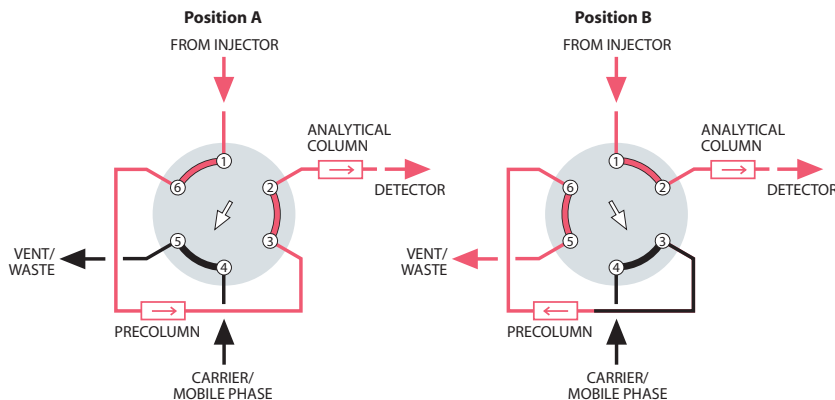 Position A
FROM INJECTOR
ANALYTICAL
COLUMN
DETECTOR
1
2
3
4
5
6
VENT/
WASTE
PRECOLUMN
CARRIER/
MOBILE PHASE
Position B
FROM INJECTOR
ANALYTICAL
COLUMN
DETECTOR
1
2
3
4
5
6
VENT/
WASTE
PRECOLUMN
CARRIER/
MOBILE PHASE